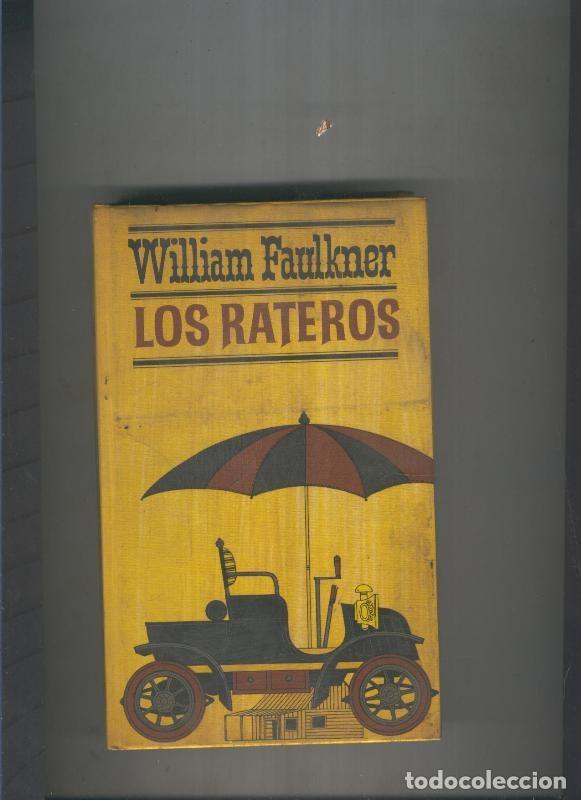 William Faulkner
LOS RATEROS
todocoleccion